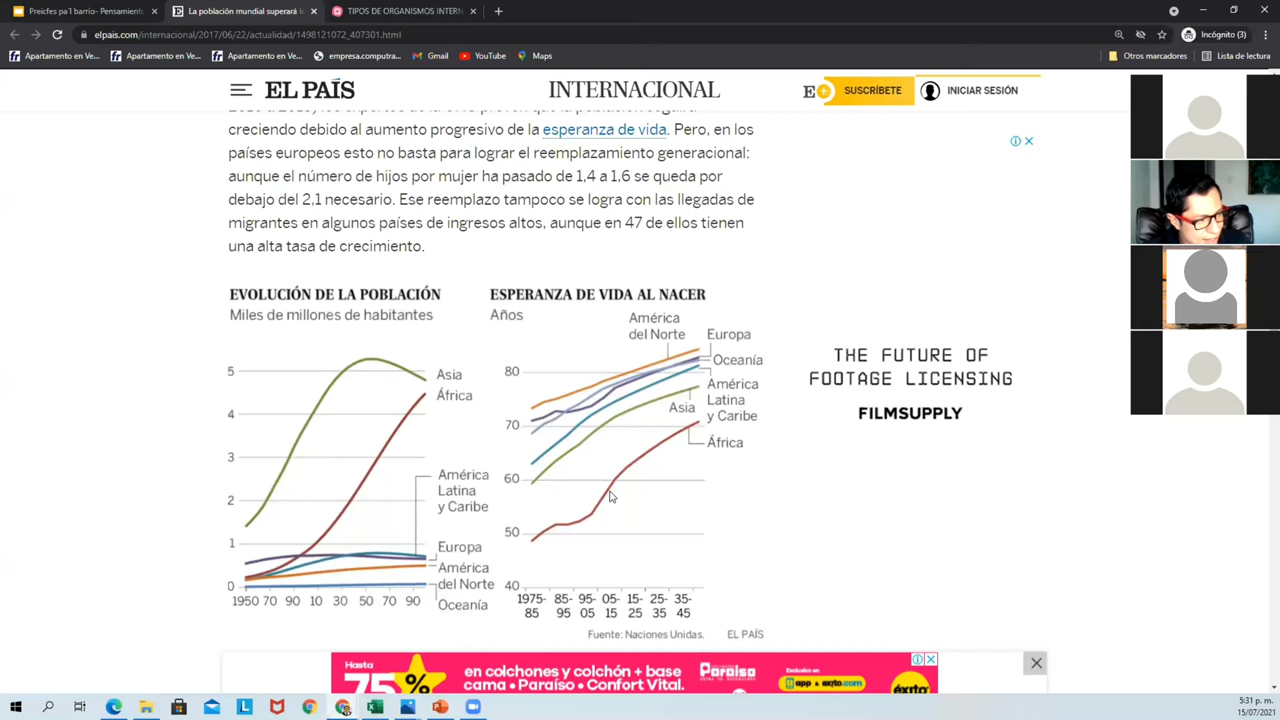 Preicfes pa'l barrio- Pensamiento
La población mundial superará l
TIPOS DE ORGANISMOS INTERN
elpais.com/internacional/2017/06/22/actualidad/1498121072_407301.html
Incógnito (3)
Apartamento en Ve...
Apartamento en Ve...
Apartamento en Ve...
empresa.computra...
Gmail
YouTube
Maps
Otros marcadores
Lista de lectura
EL PAÍS
INTERNACIONAL
E+
SUSCRÍBETE
INICIAR SESIÓN
creciendo debido al aumento progresivo de la esperanza de vida. Pero, en los
países europeos esto no basta para lograr el reemplazamiento generacional:
aunque el número de hijos por mujer ha pasado de 1,4 a 1,6 se queda por
debajo del 2,1 necesario. Ese reemplazo tampoco se logra con las llegadas de
migrantes en algunos países de ingresos altos, aunque en 47 de ellos tienen
una alta tasa de crecimiento.
EVOLUCIÓN DE LA POBLACIÓN
Miles de millones de habitantes
5
4
3
2
1
0
Asia
África
América
Latina
y Caribe
Europa
América
del Norte
Oceanía
1950 70 90 10 30 50 70 90
ESPERANZA DE VIDA AL NACER
Años
80
70
60
50
40
América
del Norte
Europa
Oceanía
América
Latina
y Caribe
Asia
África
1975- 85- 95- 05- 15- 25- 35-
85 95 05 15 25 35 45
Fuente: Naciones Unidas.
EL PAÍS
THE FUTURE OF
FOOTAGE LICENSING
FILMSUPPLY
Hasta
75%
en colchones y colchón + base
cama • Paraíso • Confort Vital.
Paraíso
Exclusivo en
app & exito.com
éxito
5:31 p. m.
15/07/2021